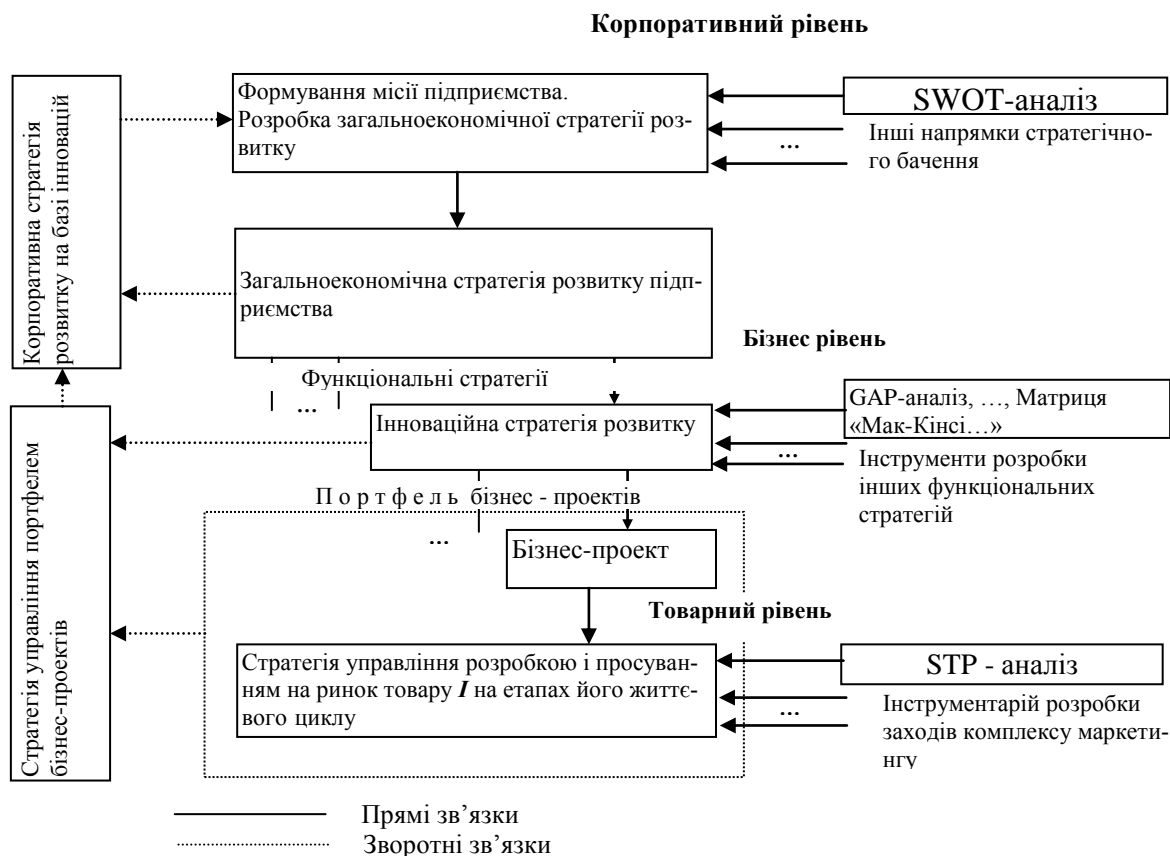 Корпоративний рівень
Корпоративна стратегія
розвитку на базі інновацій
Формування місії підприємства.
Розробка загальноекономічної стратегії роз-
витку
SWOT-аналіз
Інші напрямки стратегічно-
го бачення
...
Загальноекономічна стратегія розвитку підп-
риємства
Бізнес рівень
Функціональні стратегії
...
Інноваційна стратегія розвитку
GAP-аналіз, …, Матриця
«Мак-Кінсі…»
...
Інструменти розробки
інших функціональних
стратегій
Стратегія управління портфелем
бізнес-проектів
П о р т ф е л ь бізнес - проектів
...
Бізнес-проект
Товарний рівень
Стратегія управління розробкою і просуван-
ням на ринок товару I на етапах його життє-
вого циклу
STP - аналіз
...
Інструментарій розробки
заходів комплексу маркети-
нгу
Прямі зв’язки
Зворотні зв’язки